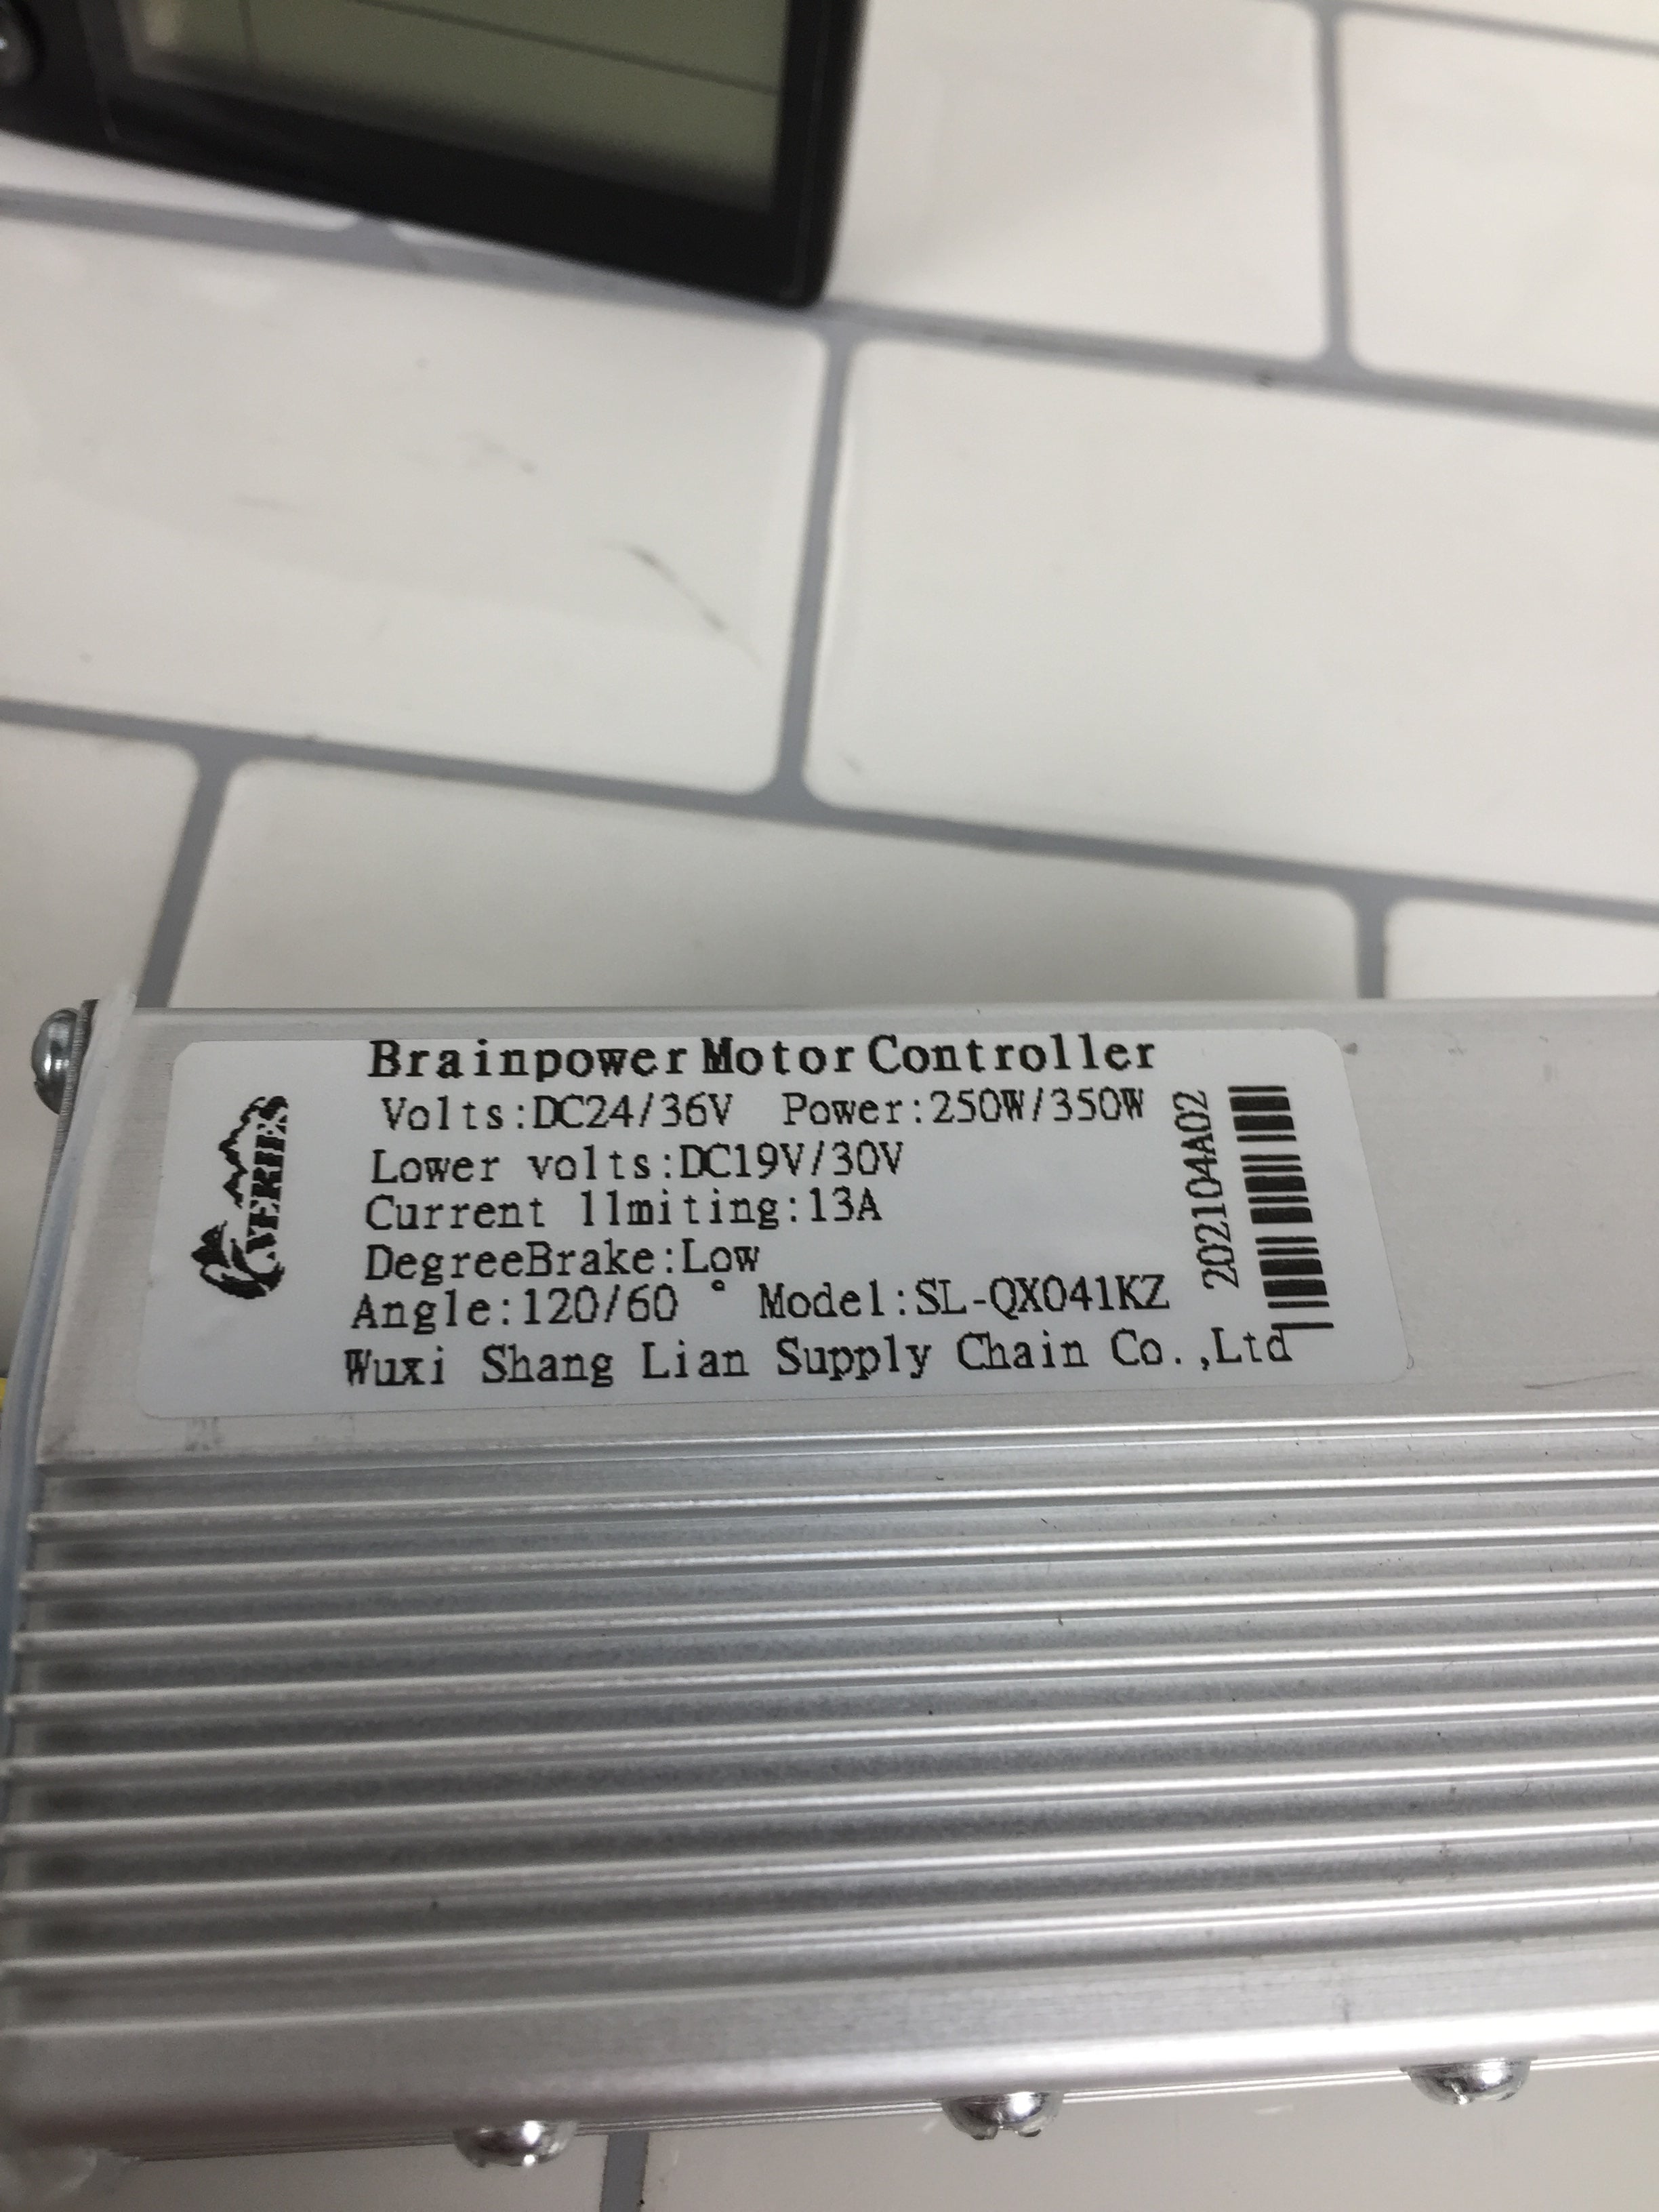 Brainpower Motor Controller
Volts:DC24/36V Power:250W/350W
Lower volts:DC19V/30V
Current llmiting:13A
DegreeBrake:Low
Angle:120/60 ° Model:SL-QX041KZ
Wuxi Shang Lian Supply Chain Co.,Ltd
202104A02